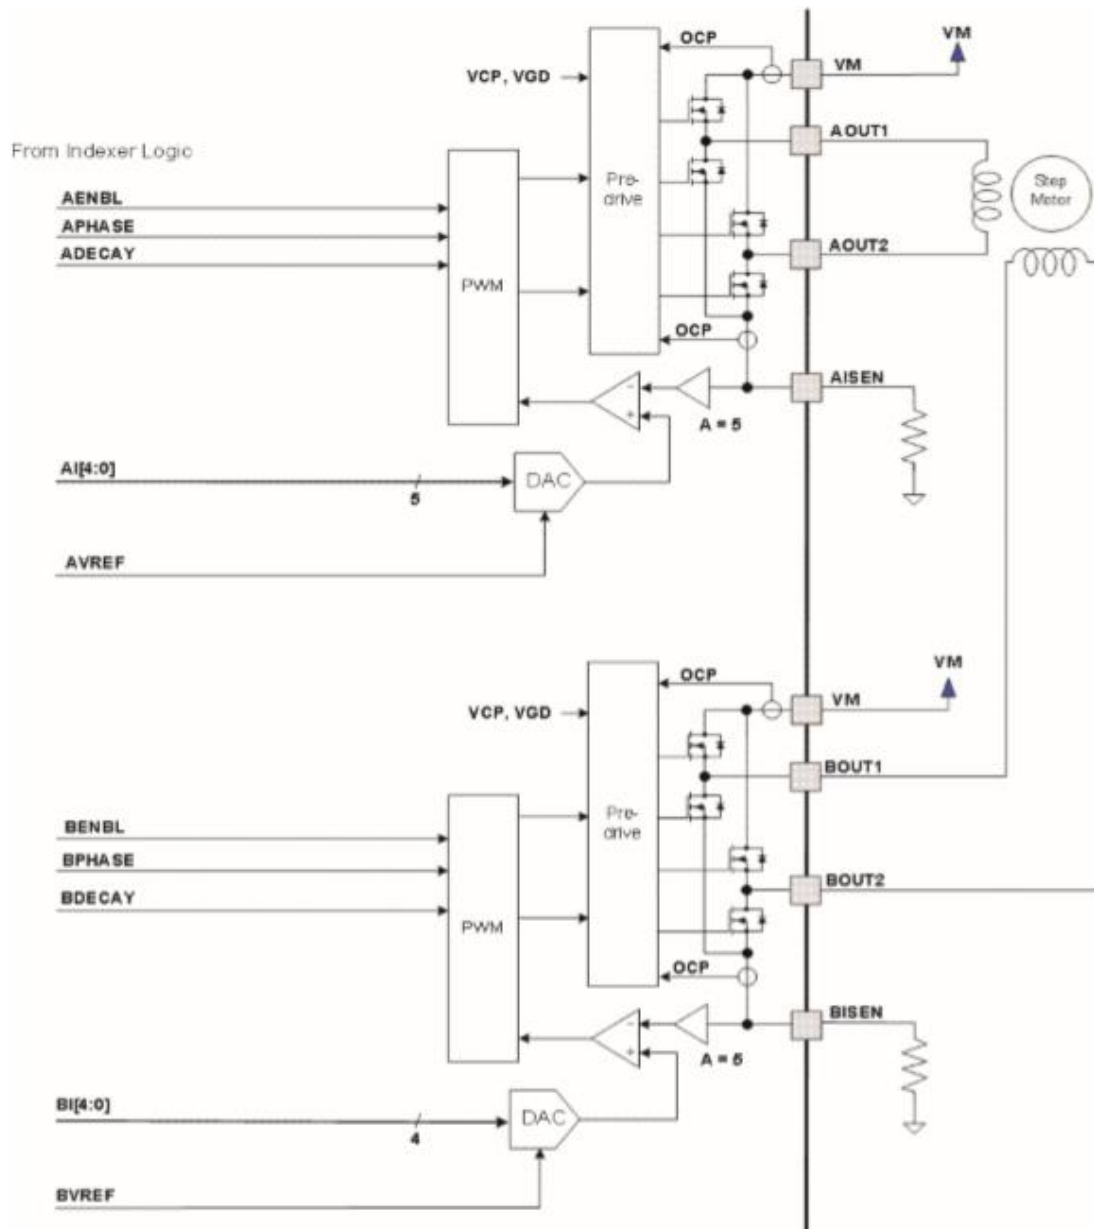 OCP
VM
VM
VCP, VGD
AOUT1
From Indexer Logic
Pre-
drive
Step
Motor
AENBL
APHASE
AOUT2
ADECAY
PWM
OCP
AISEN
A = 5
AI[4:0]
5
DAC
AVREF
OCP
VM
VM
VCP, VGD
BOUT1
Pre-
drive
BENBL
BPHASE
BOUT2
BDECAY
PWM
OCP
BISEN
A = 5
BI[4:0]
4
DAC
BVREF